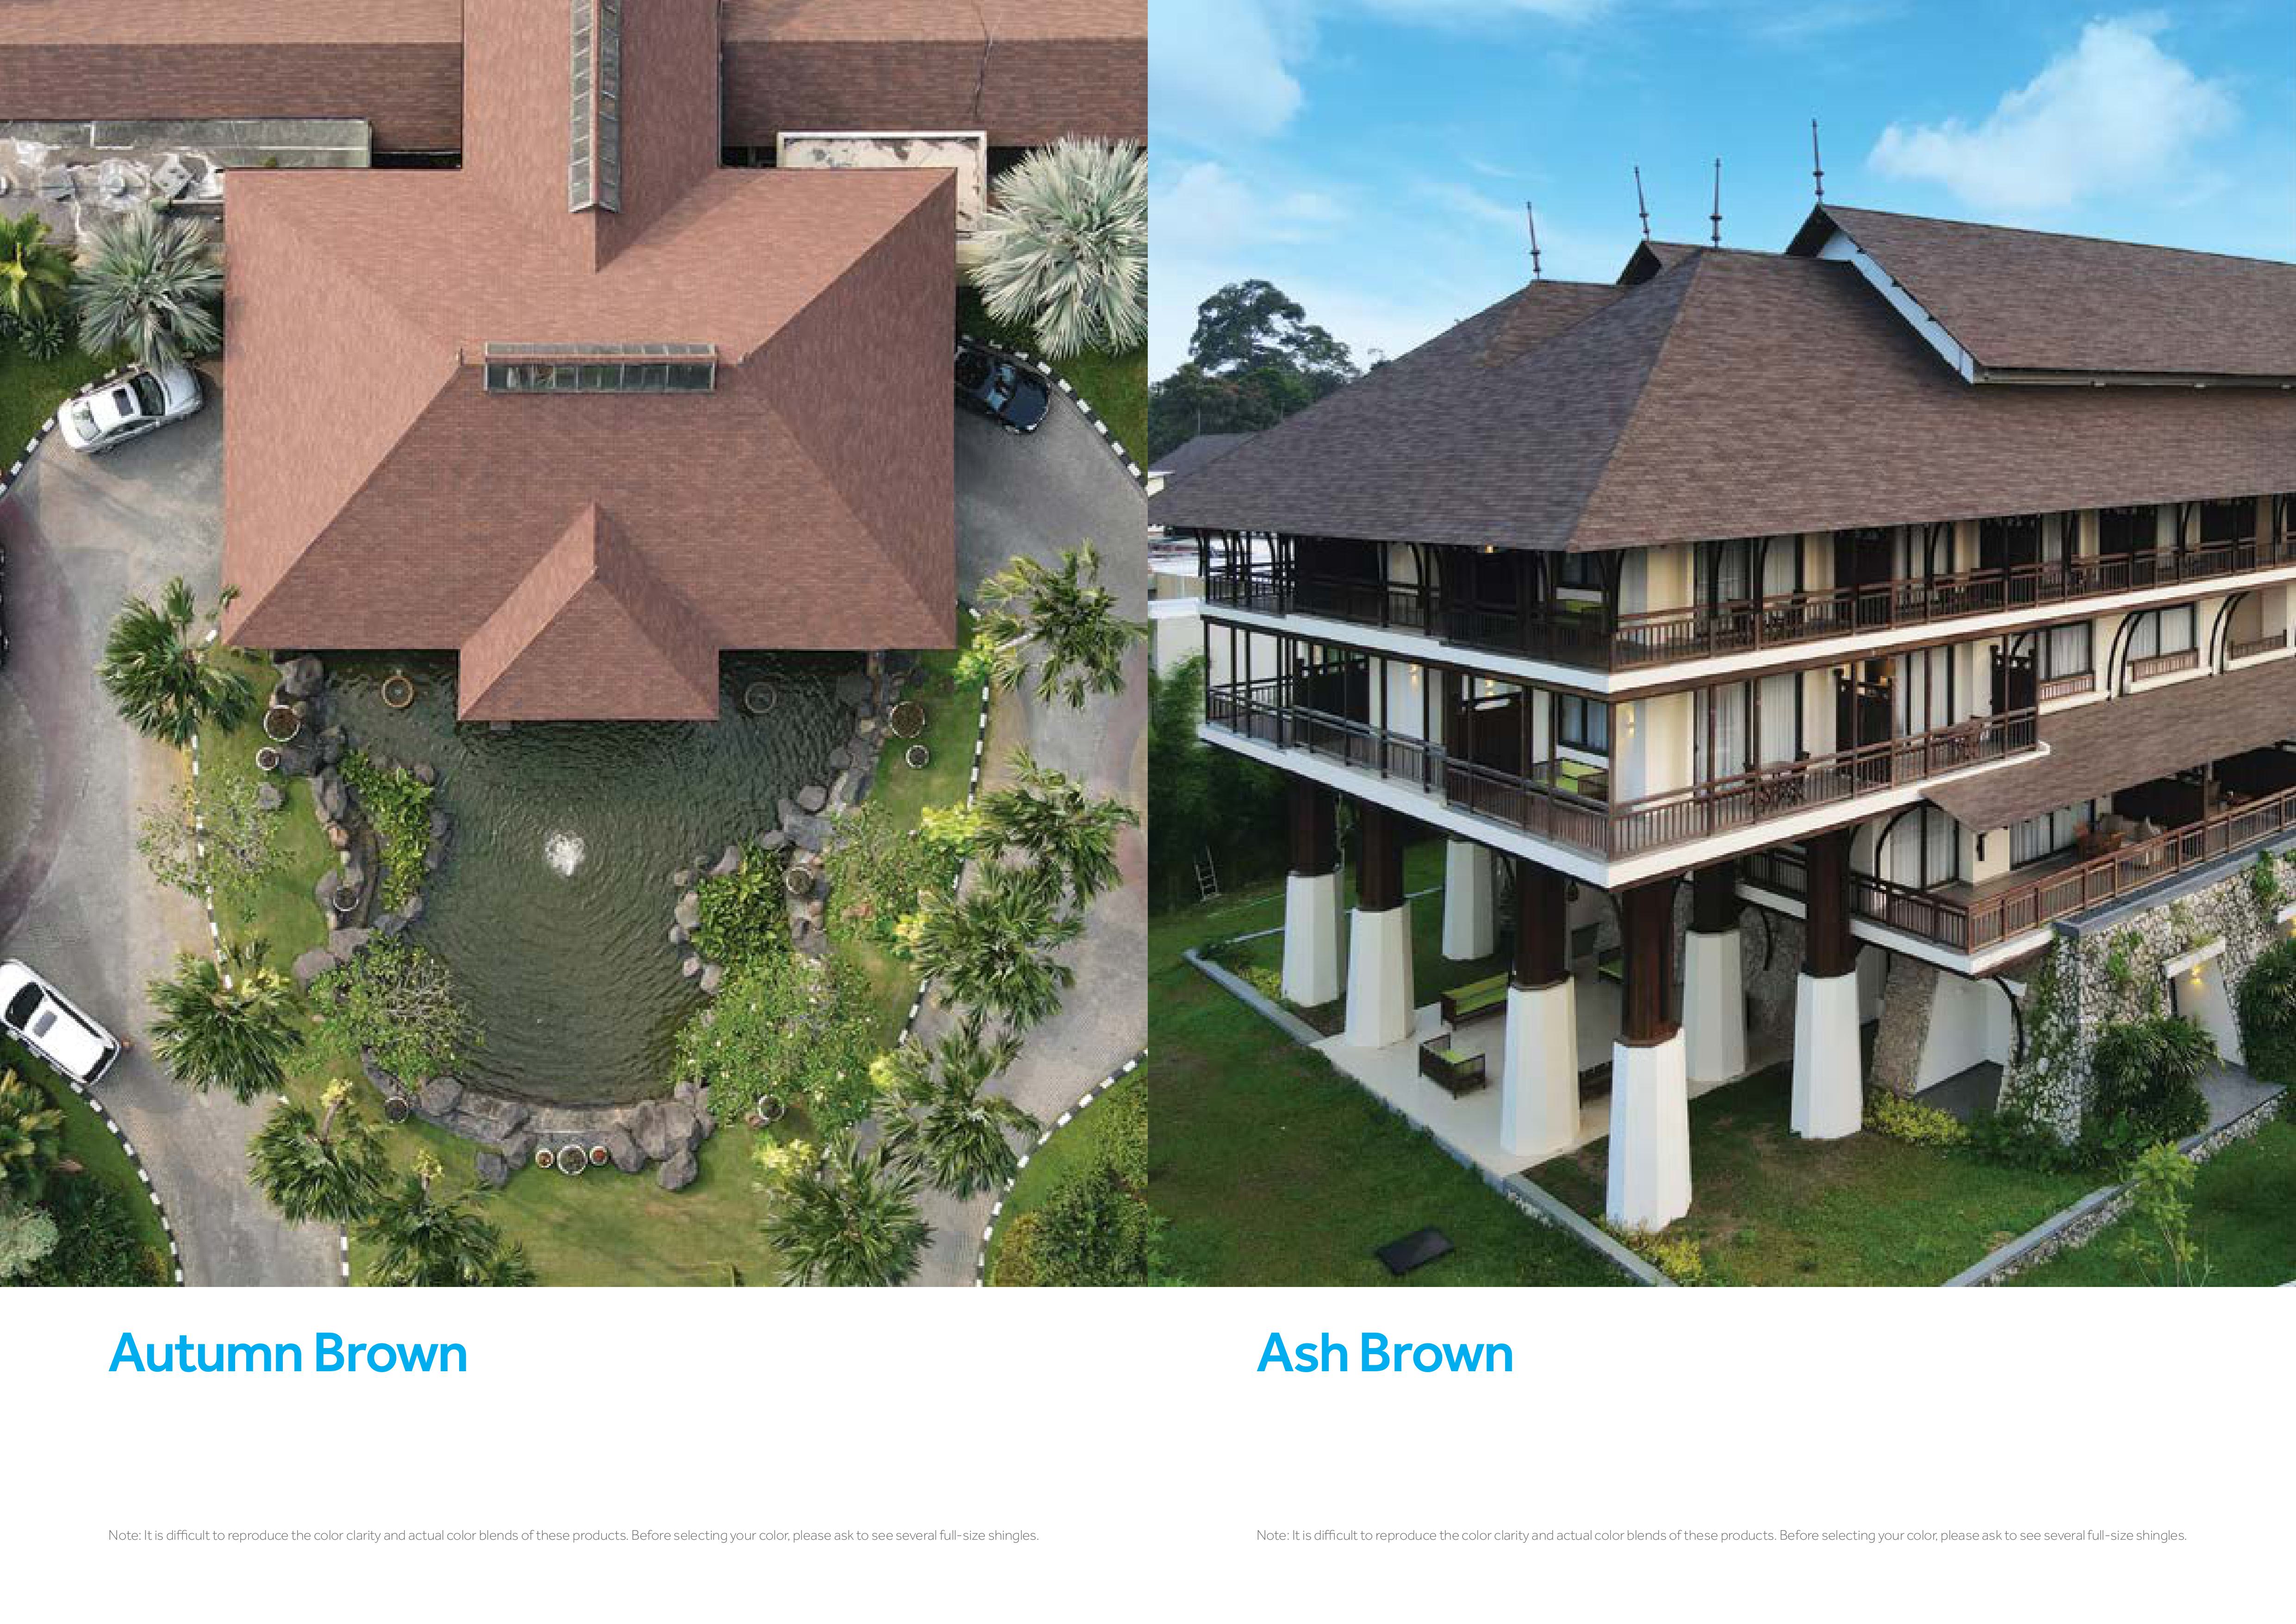 Autumn Brown
Note: It is difficult to reproduce the color clarity and actual color blends of these products. Before selecting your color, please ask to see several full-size shingles.
Ash Brown
Note: It is difficult to reproduce the color clarity and actual color blends of these products. Before selecting your color, please ask to see several full-size shingles.